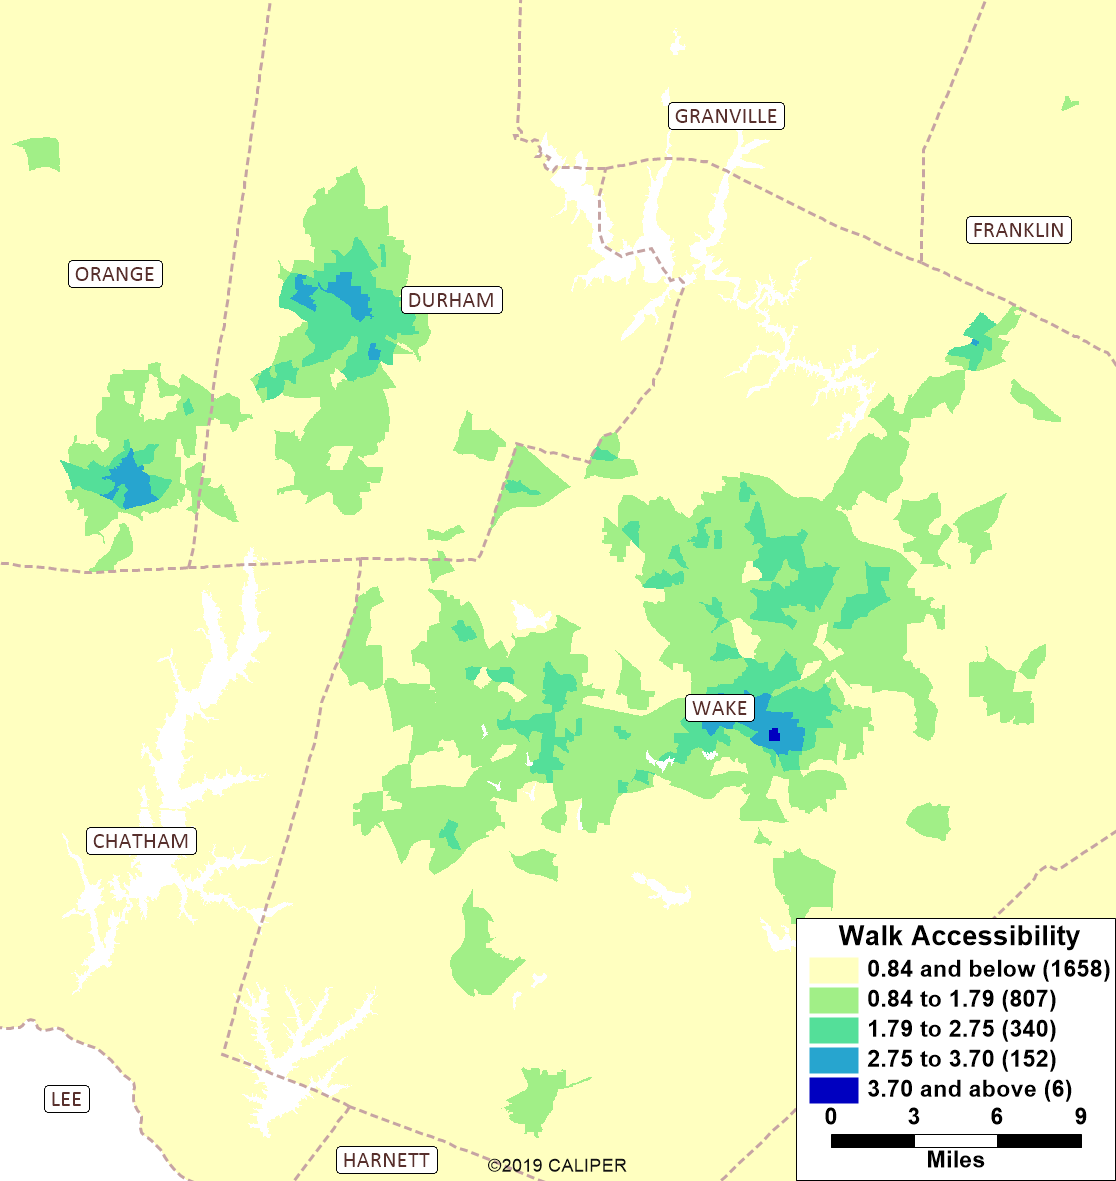 GRANVILLE
FRANKLIN
ORANGE
DURHAM
WAKE
CHATHAM
Walk Accessibility
0.84 and below (1658)
0.84 to 1.79 (807)
1.79 to 2.75 (340)
2.75 to 3.70 (152)
3.70 and above (6)
0 3 6 9
Miles
LEE
HARNETT
©2019 CALIPER